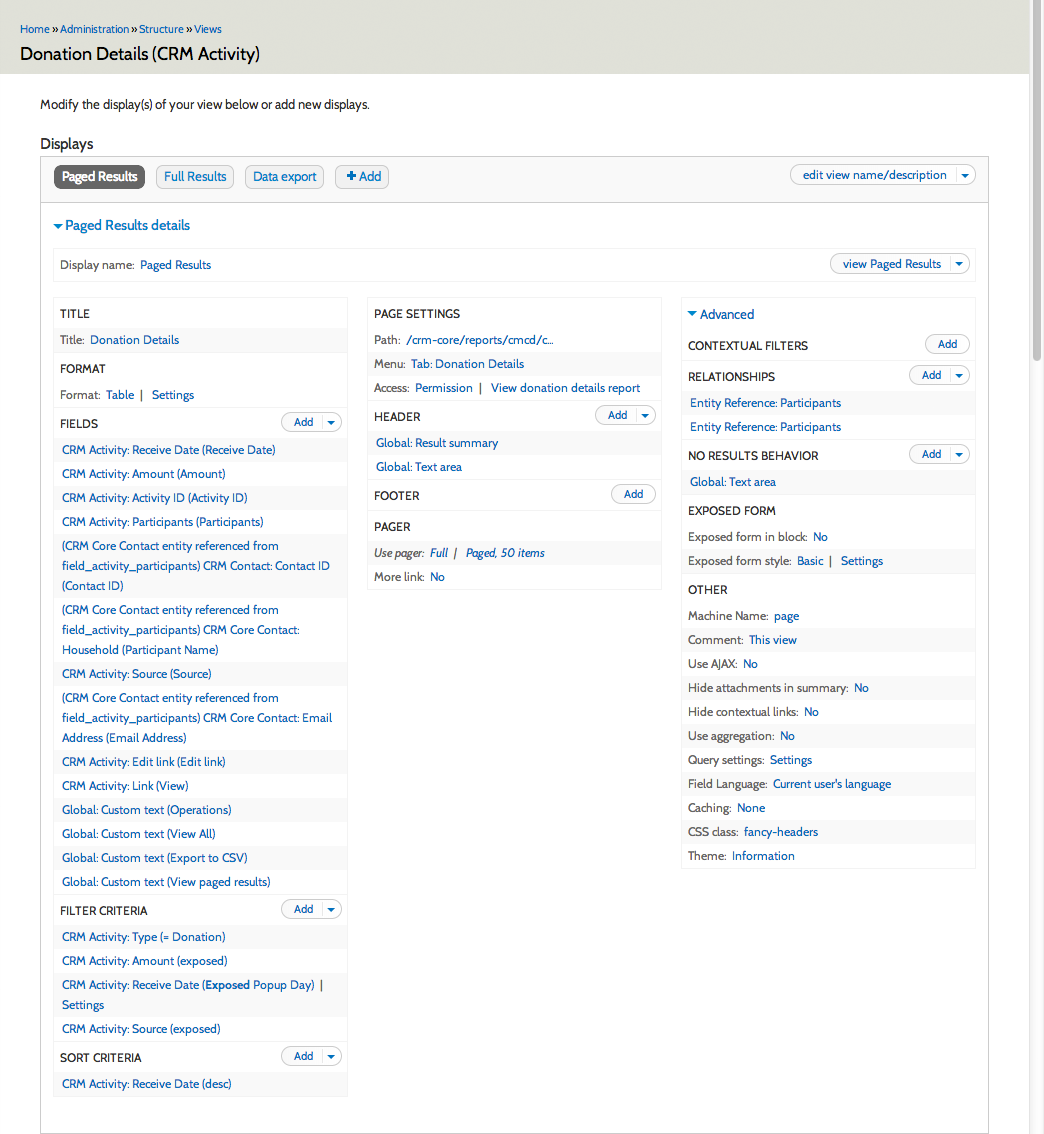 Home » Administration » Structure » Views
Donation Details (CRM Activity)
Modify the display(s) of your view below or add new displays.
Displays
Paged Results
Full Results
Data export
+ Add
edit view name/description
Paged Results details
Display name: Paged Results
view Paged Results
TITLE
Title: Donation Details
FORMAT
Format: Table | Settings
FIELDS
Add
CRM Activity: Receive Date (Receive Date)
CRM Activity: Amount (Amount)
CRM Activity: Activity ID (Activity ID)
CRM Activity: Participants (Participants)
(CRM Core Contact entity referenced from
field_activity_participants) CRM Contact: Contact ID
(Contact ID)
(CRM Core Contact entity referenced from
field_activity_participants) CRM Core Contact:
Household (Participant Name)
CRM Activity: Source (Source)
(CRM Core Contact entity referenced from
field_activity_participants) CRM Core Contact: Email
Address (Email Address)
CRM Activity: Edit link (Edit link)
CRM Activity: Link (View)
Global: Custom text (Operations)
Global: Custom text (View All)
Global: Custom text (Export to CSV)
Global: Custom text (View paged results)
FILTER CRITERIA
Add
CRM Activity: Type (= Donation)
CRM Activity: Amount (exposed)
CRM Activity: Receive Date (Exposed Popup Day) |
Settings
CRM Activity: Source (exposed)
SORT CRITERIA
Add
CRM Activity: Receive Date (desc)
PAGE SETTINGS
Path: /crm-core/reports/cmcd/c...
Menu: Tab: Donation Details
Access: Permission | View donation details report
HEADER
Add
Global: Result summary
Global: Text area
FOOTER
Add
PAGER
Use pager: Full | Paged, 50 items
More link: No
Advanced
CONTEXTUAL FILTERS
Add
RELATIONSHIPS
Add
Entity Reference: Participants
Entity Reference: Participants
NO RESULTS BEHAVIOR
Add
Global: Text area
EXPOSED FORM
Exposed form in block: No
Exposed form style: Basic | Settings
OTHER
Machine Name: page
Comment: This view
Use AJAX: No
Hide attachments in summary: No
Hide contextual links: No
Use aggregation: No
Query settings: Settings
Field Language: Current user's language
Caching: None
CSS class: fancy-headers
Theme: Information